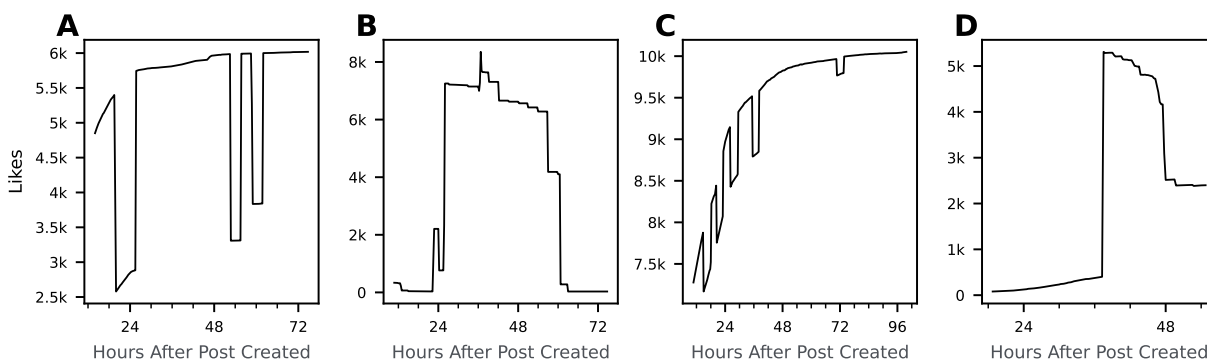 A
B
C
D
Likes
6k
5.5k
5k
4.5k
4k
3.5k
3k
2.5k
24
48
72
Hours After Post Created
8k
6k
4k
2k
0
24
48
72
Hours After Post Created
10k
9.5k
9k
8.5k
8k
7.5k
24
48
72
96
Hours After Post Created
5k
4k
3k
2k
1k
0
24
48
Hours After Post Created